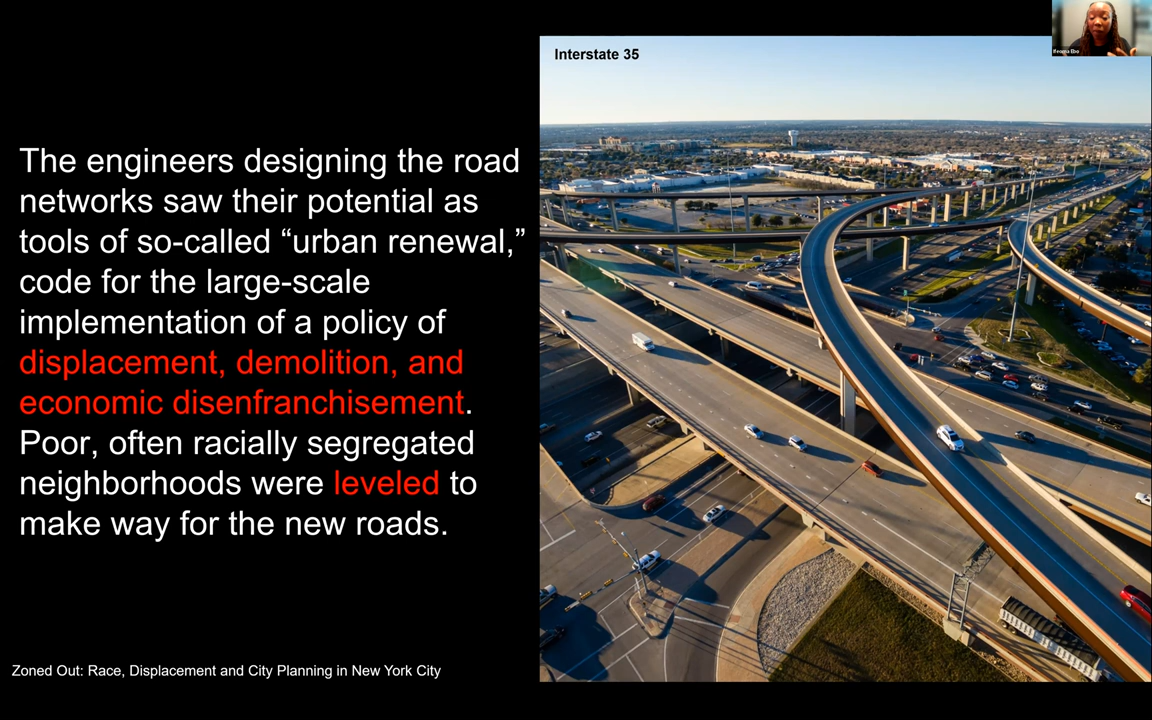 Interstate 35
The engineers designing the road
networks saw their potential as
tools of so-called “urban renewal,”
code for the large-scale
implementation of a policy of
displacement, demolition, and
economic disenfranchisement.
Poor, often racially segregated
neighborhoods were leveled to
make way for the new roads.
Zoned Out: Race, Displacement and City Planning in New York City